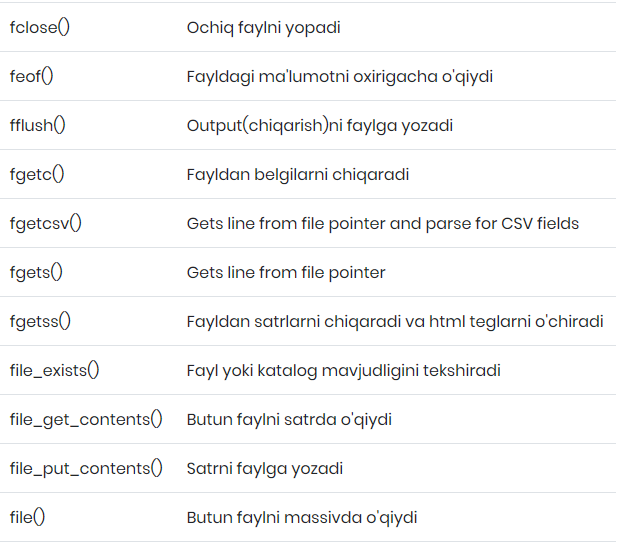 fclose() Ochiq faylni yopadi
feof() Fayldagi ma'lumotni oxirigacha o'qiydi
fflush() Output(chiqarish)ni faylga yozadi
fgetc() Fayldan belgilarni chiqaradi
fgetcsv() Gets line from file pointer and parse for CSV fields
fgets() Gets line from file pointer
fgetss() Fayldan satrlarni chiqaradi va html teglarni o'chiradi
file_exists() Fayl yoki katalog mavjudligini tekshiradi
file_get_contents() Butun faylni satrda o'qiydi
file_put_contents() Satrni faylga yozadi
file() Butun faylni massivda o'qiydi